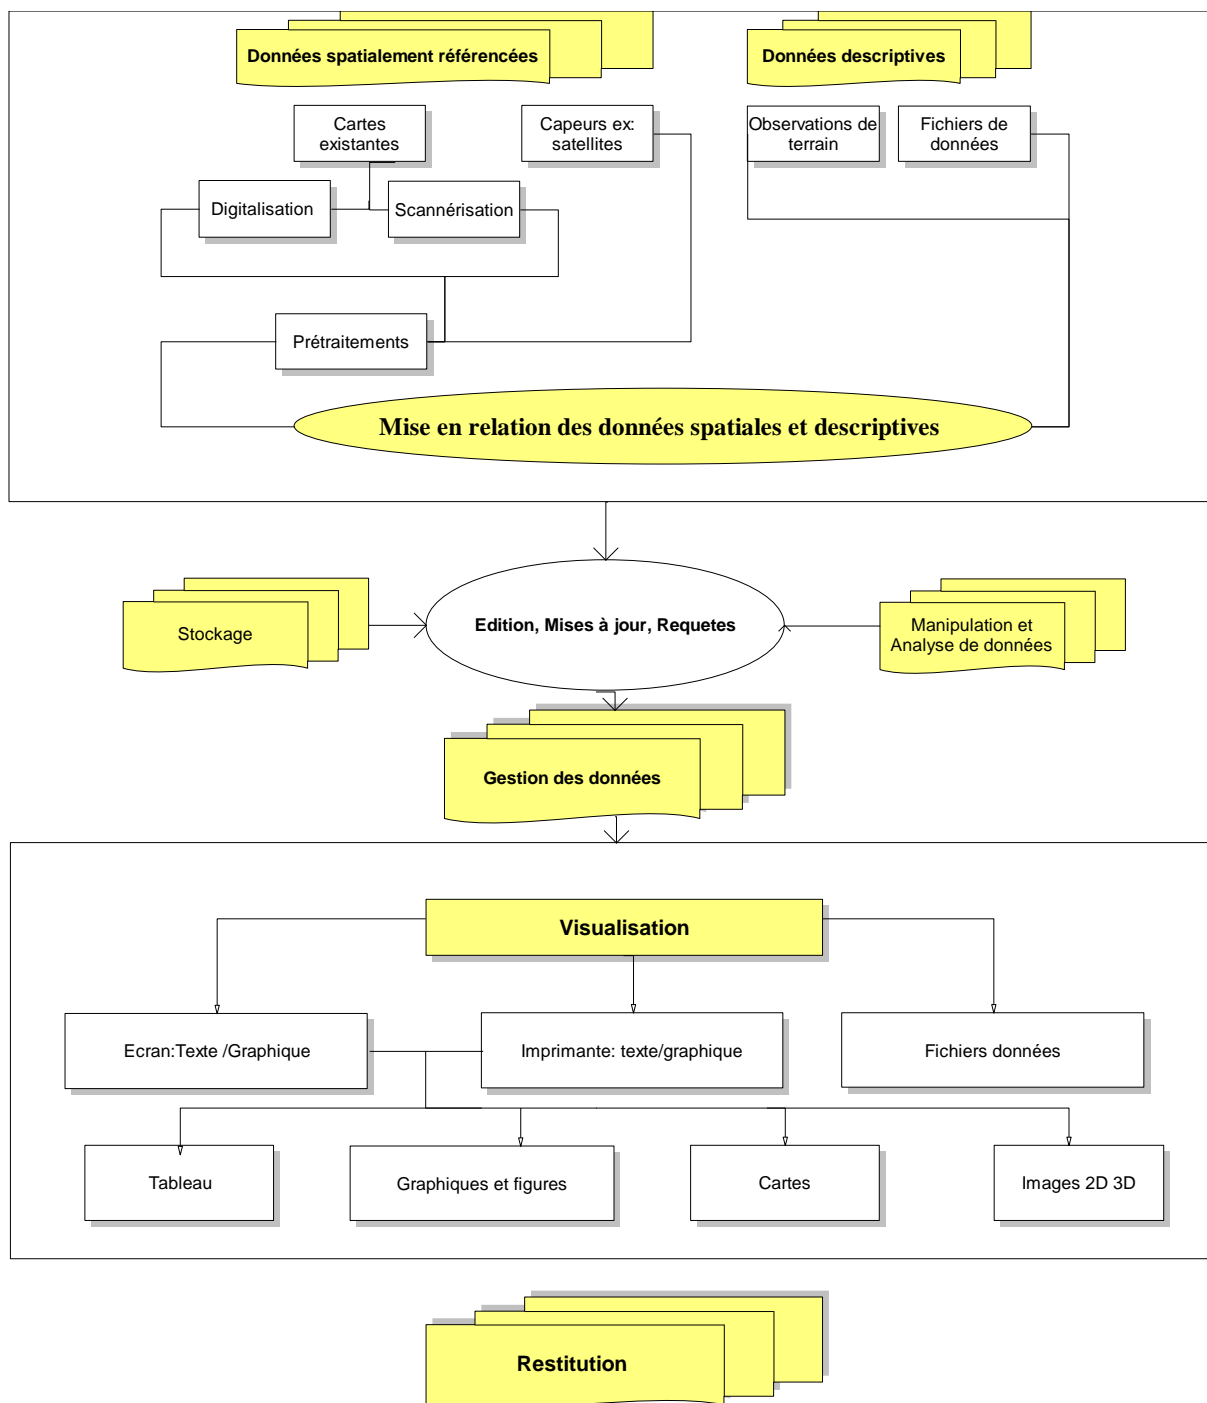 Données spatialement référencées
Données descriptives
Cartes
existantes
Capeurs ex:
satellites
Observations de
terrain
Fichiers de
données
Digitalisation
Scannérisation
Prétraitements
Mise en relation des données spatiales et descriptives
Stockage
Edition, Mises à jour, Requetes
Manipulation et
Analyse de données
Gestion des données
Visualisation
Ecran:Texte /Graphique
Imprimante: texte/graphique
Fichiers données
Tableau
Graphiques et figures
Cartes
Images 2D 3D
Restitution